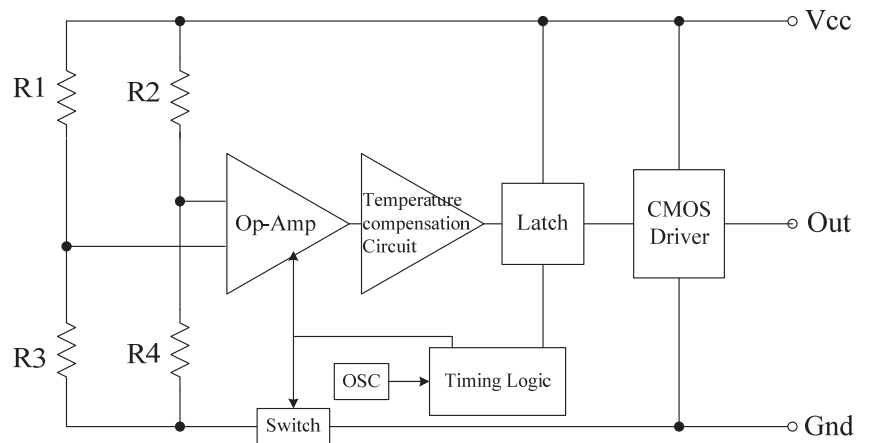 Vcc
R1
R2
Op-Amp
Temperature
compensation
Circuit
Latch
CMOS
Driver
Out
R3
R4
OSC
Timing Logic
Switch
Gnd